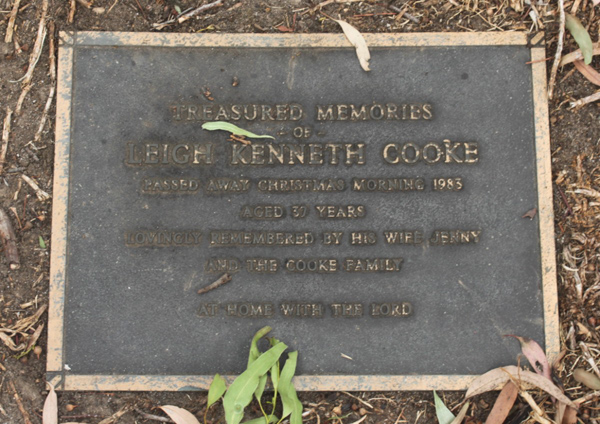 TREASURED MEMORIES
OF
LEIGH KENNETH COOKE
PASSED AWAY CHRISTMAS MORNING 1983
AGED 37 YEARS
LOVINGLY REMEMBERED BY HIS WIFE JENNY
AND THE COOKE FAMILY
AT HOME WITH THE LORD